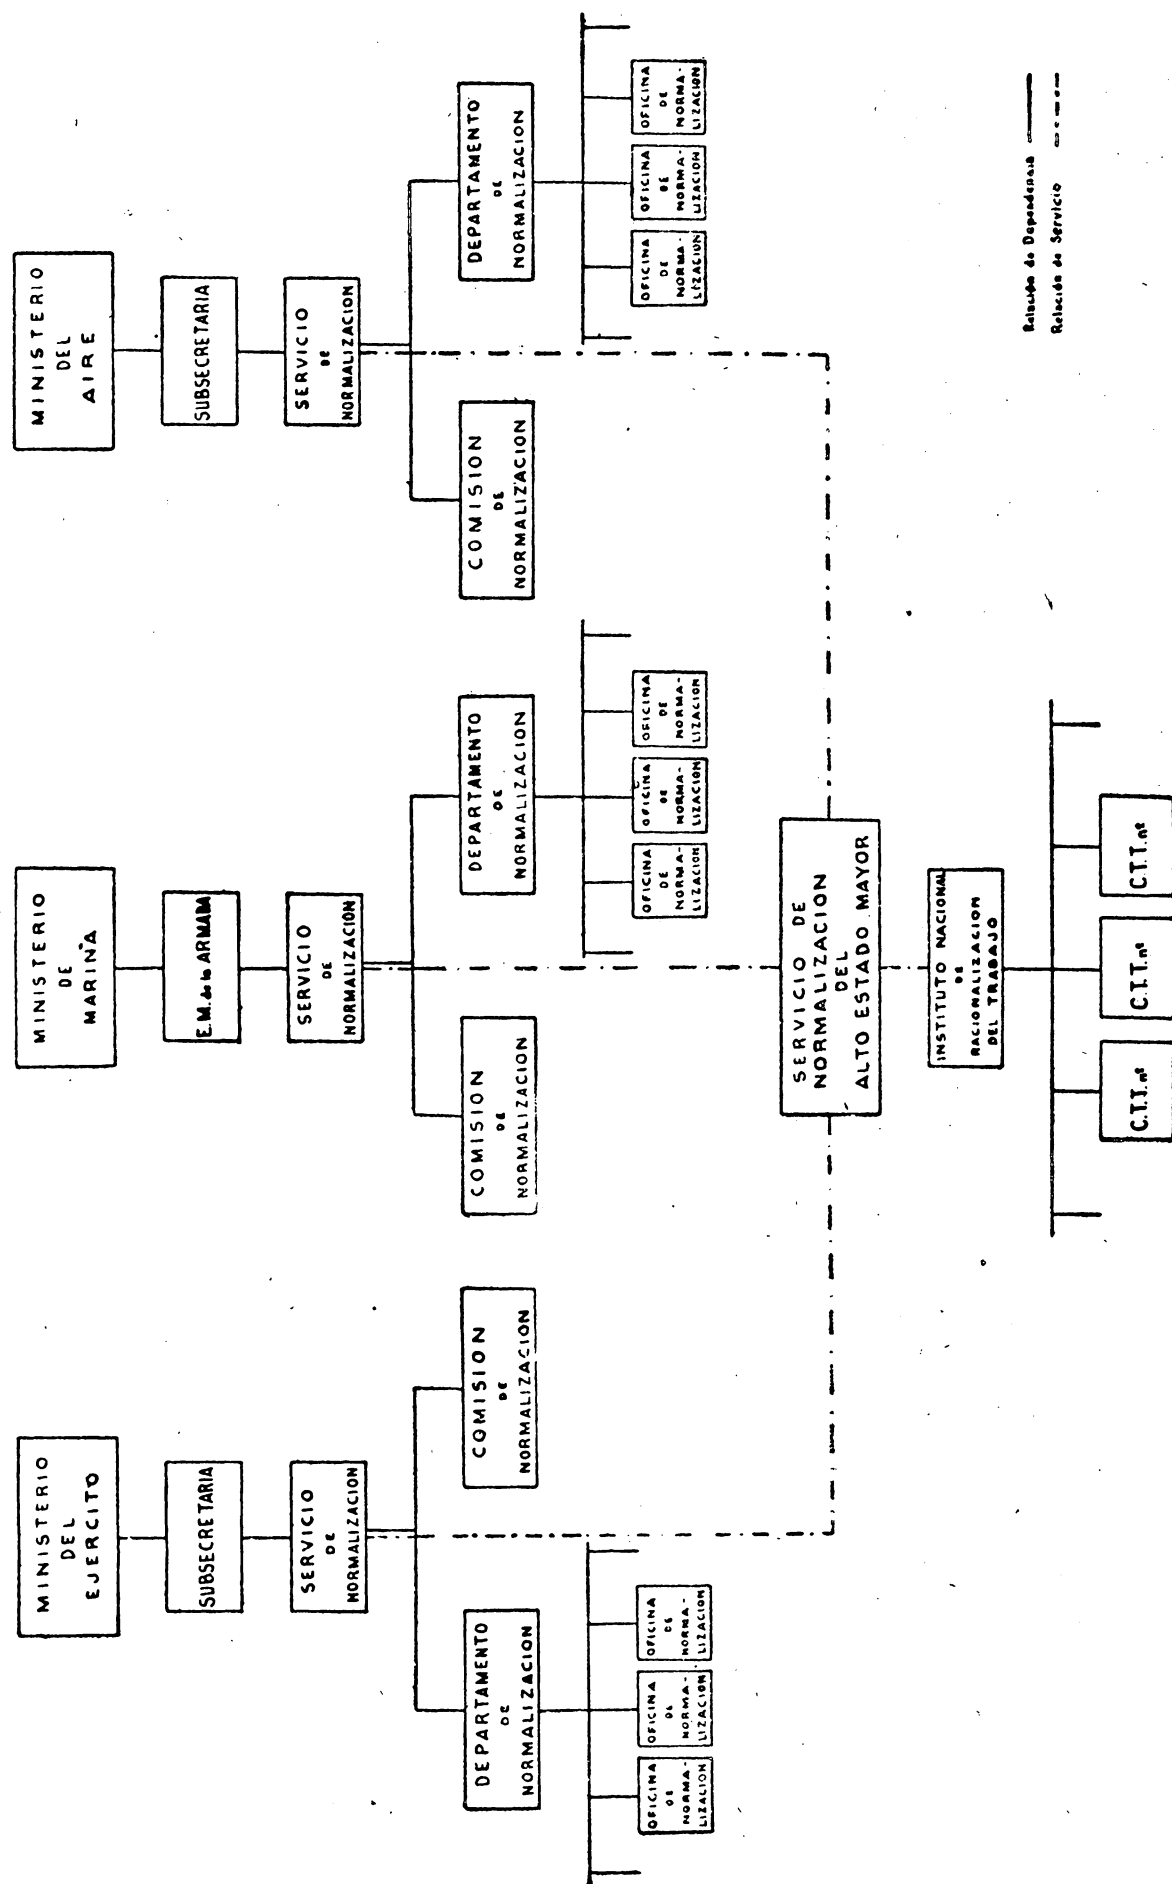 MINISTERIO
DEL
EJERCITO
SUBSECRETARIA
SERVICIO
DE
NORMALIZACION
DEPARTAMENTO
DE
NORMALIZACION
COMISION
DE
NORMALIZACION
OFICINA
DE
NORMA-
LIZACION
OFICINA
DE
NORMA-
LIZACION
OFICINA
DE
NORMA-
LIZACION
MINISTERIO
DE
MARINA
E.M. de la ARMADA
SERVICIO
DE
NORMALIZACION
COMISION
DE
NORMALIZACION
DEPARTAMENTO
DE
NORMALIZACION
OFICINA
DE
NORMA-
LIZACION
OFICINA
DE
NORMA-
LIZACION
OFICINA
DE
NORMA-
LIZACION
MINISTERIO
DEL
AIRE
SUBSECRETARIA
SERVICIO
DE
NORMALIZACION
COMISION
DE
NORMALIZACION
DEPARTAMENTO
DE
NORMALIZACION
OFICINA
DE
NORMA-
LIZACION
OFICINA
DE
NORMA-
LIZACION
OFICINA
DE
NORMA-
LIZACION
SERVICIO DE
NORMALIZACION
DEL
ALTO ESTADO MAYOR
INSTITUTO NACIONAL
DE
RACIONALIZACION
DEL TRABAJO
C.T.T. nº
C.T.T. nº
C.T.T. nº
Relación de Dependencia
Relación de Servicio